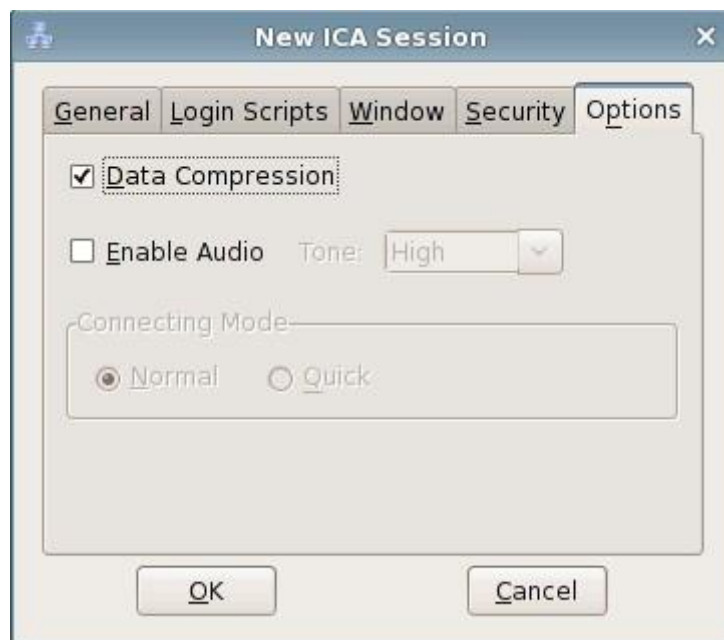 New ICA Session
General Login Scripts Window Security Options
Data Compression
Enable Audio Tone: High
Connecting Mode
Normal Quick
OK Cancel